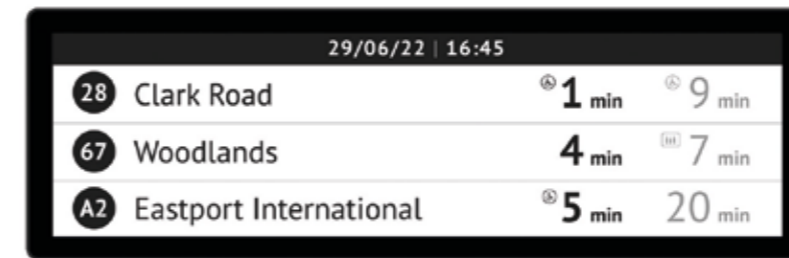 29/06/22 | 16:45
28 Clark Road 1 min 9 min
67 Woodlands 4 min 7 min
A2 Eastport International 5 min 20 min